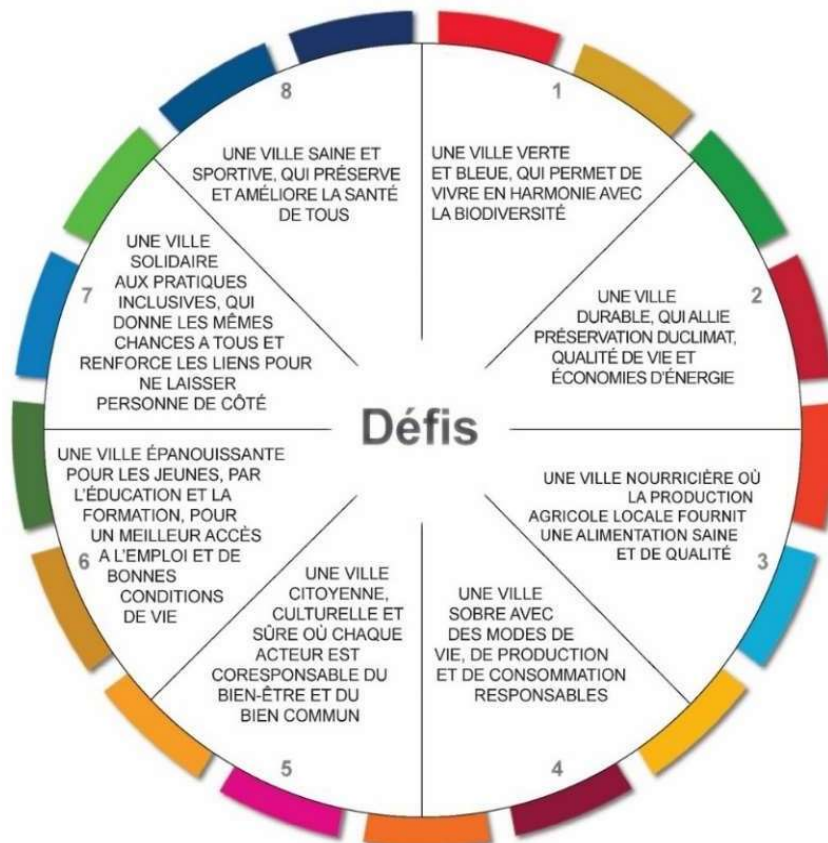 Défis
1
UNE VILLE VERTE
ET BLEUE, QUI PERMET DE
VIVRE EN HARMONIE AVEC
LA BIODIVERSITÉ
2
UNE VILLE
DURABLE, QUI ALLIE
PRÉSERVATION DUCLIMAT,
QUALITÉ DE VIE ET
ÉCONOMIES D'ÉNERGIE
3
UNE VILLE NOURRICIÈRE OÙ
LA PRODUCTION
AGRICOLE LOCALE FOURNIT
UNE ALIMENTATION SAINE
ET DE QUALITÉ
4
UNE VILLE
SOBRE AVEC
DES MODES DE
VIE, DE PRODUCTION
ET DE CONSOMMATION
RESPONSABLES
5
UNE VILLE
CITOYENNE,
CULTURELLE ET
SÛRE OÙ CHAQUE
ACTEUR EST
CORESPONSABLE DU
BIEN-ÊTRE ET DU
BIEN COMMUN
6
UNE VILLE ÉPANOUISSANTE
POUR LES JEUNES, PAR
L'ÉDUCATION ET LA
FORMATION, POUR
UN MEILLEUR ACCÈS
A L'EMPLOI ET DE
BONNES
CONDITIONS
DE VIE
7
UNE VILLE
SOLIDAIRE
AUX PRATIQUES
INCLUSIVES, QUI
DONNE LES MÊMES
CHANCES A TOUS ET
RENFORCE LES LIENS POUR
NE LAISSER
PERSONNE DE CÔTÉ
8
UNE VILLE SAINE ET
SPORTIVE, QUI PRÉSERVE
ET AMÉLIORE LA SANTÉ
DE TOUS